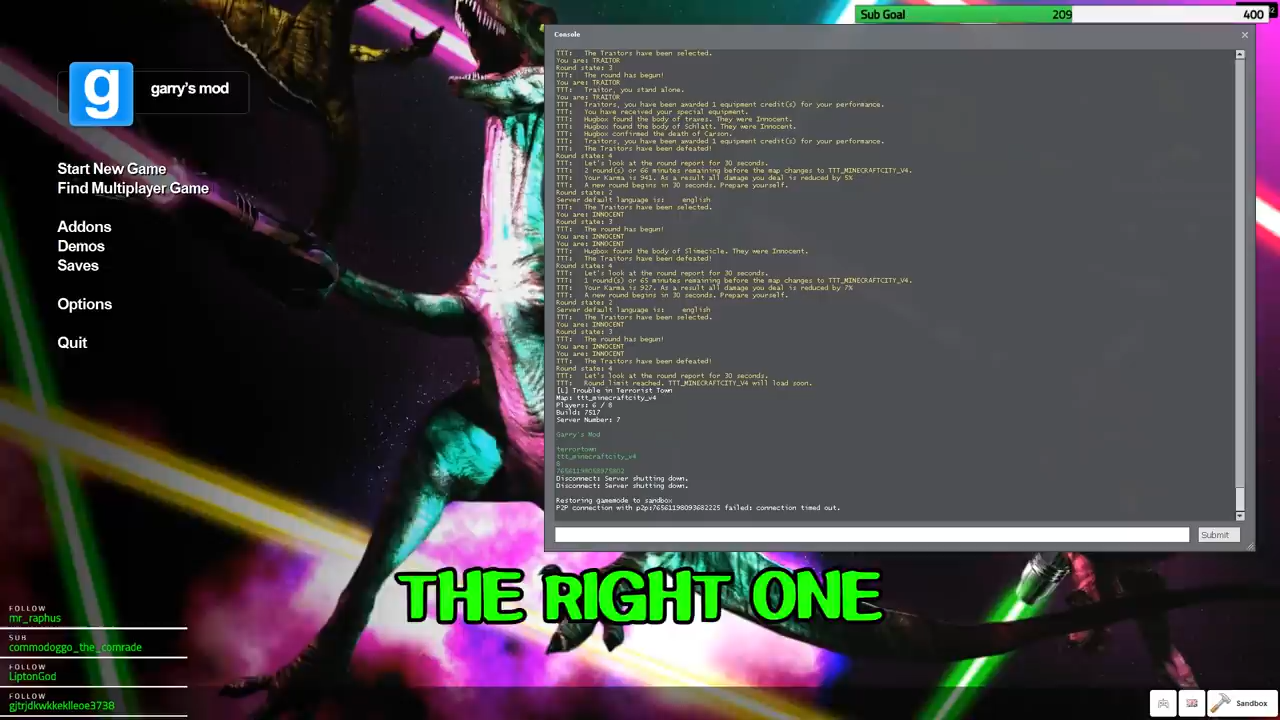 Sub Goal 209 400
Console
garry's mod
Start New Game
Find Multiplayer Game
Addons
Demos
Saves
Options
Quit
TTT: The Traitors have been selected.
You are: TRAITOR
Round state: 3
TTT: The round has begun!
You are: TRAITOR
TTT: Traitor, you stand alone.
You are: TRAITOR
TTT: Traitors, you have been awarded 1 equipment credit(s) for your performance.
TTT: You have received your special equipment.
TTT: Hugbox found the body of traves. They were Innocent.
TTT: Hugbox found the body of Schlatt. They were Innocent.
TTT: Hugbox confirmed the death of Carson.
TTT: Traitors, you have been awarded 1 equipment credit(s) for your performance.
TTT: The Traitors have been defeated!
Round state: 4
TTT: Let's look at the round report for 30 seconds.
TTT: 2 round(s) or 66 minutes remaining before the map changes to TTT_MINECRAFTCITY_V4.
TTT: Your Karma is 941. As a result all damage you deal is reduced by 5%
TTT: A new round begins in 30 seconds. Prepare yourself.
Round state: 2
Server default language is: english
TTT: The Traitors have been selected.
You are: INNOCENT
Round state: 3
TTT: The round has begun!
You are: INNOCENT
You are: INNOCENT
TTT: Hugbox found the body of Slimecicle. They were Innocent.
TTT: The Traitors have been defeated!
Round state: 4
TTT: Let's look at the round report for 30 seconds.
TTT: 1 round(s) or 65 minutes remaining before the map changes to TTT_MINECRAFTCITY_V4.
TTT: Your Karma is 927. As a result all damage you deal is reduced by 7%
TTT: A new round begins in 30 seconds. Prepare yourself.
Round state: 2
Server default language is: english
TTT: The Traitors have been selected.
You are: INNOCENT
Round state: 3
TTT: The round has begun!
You are: INNOCENT
You are: INNOCENT
TTT: The Traitors have been defeated!
Round state: 4
TTT: Let's look at the round report for 30 seconds.
TTT: Round limit reached. TTT_MINECRAFTCITY_V4 will load soon.
[L] Trouble in Terrorist Town
Map: ttt_minecraftcity_v4
Players: 6 / 8
Build: 7517
Server Number: 7
Garry's Mod
terrortown
ttt_minecraftcity_v4
8
Disconnect: Server shutting down.
Disconnect: Server shutting down.
Restoring gamemode to sandbox
P2P connection with p2p:76561198093682225 failed: connection timed out.
Submit
THE RIGHT ONE
FOLLOW
mr_raphus
SUB
commodoggo_the_comrade
FOLLOW
LiptonGod
FOLLOW
gjtrjdkwkkeklleoe3738
Sandbox